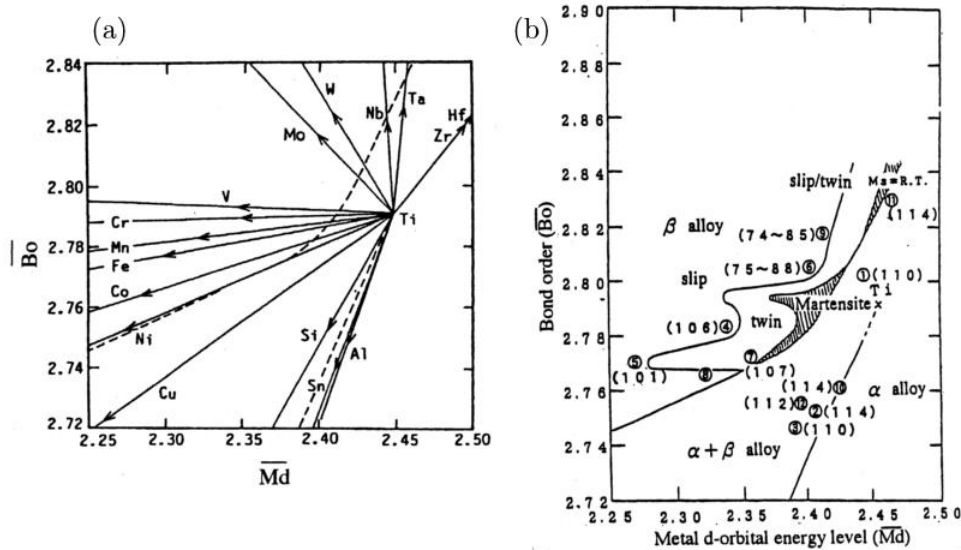 (a)
2.84
2.82
2.80
2.78
2.76
2.74
2.72
Bo
2.25
2.30
2.35
2.40
2.45
2.50
Md
W
Mo
Nb
Ta
Hf
Zr
V
Cr
Mn
Fe
Co
Ni
Cu
Ti
Si
Sn
Al
(b)
2.90
2.88
2.86
2.84
2.82
2.80
2.78
2.76
2.74
2.72
Bond order (Bo)
2.25
2.30
2.35
2.40
2.45
2.50
Metal d-orbital energy level (Md)
slip/twin
Ms=R.T.
β alloy
⑪
(114)
(74~85)⑨
(75~88)⑥
①(110)
slip
Ti
Martensite×
twin
(106)④
⑤
(101)
⑧
⑦
(107)
(114)⑩
α alloy
(112)⑫
②(114)
③(110)
α+β alloy